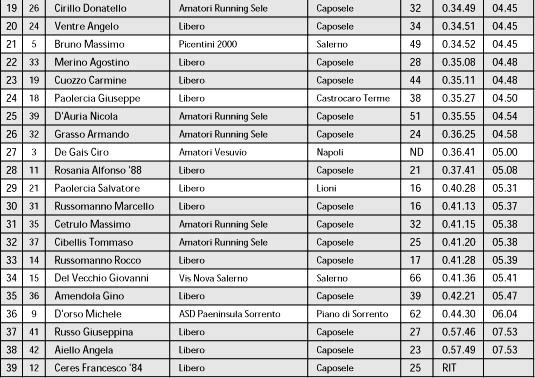 19 26 Cirillo Donatello Amatori Running Sele Caposele 32 0.34.49 04.45
20 24 Ventre Angelo Libero Caposele 34 0.34.51 04.45
21 5 Bruno Massimo Picentini 2000 Salerno 49 0.34.52 04.45
22 33 Merino Agostino Libero Caposele 28 0.35.08 04.48
23 19 Cuozzo Carmine Libero Caposele 44 0.35.11 04.48
24 18 Paolercia Giuseppe Libero Castrocaro Terme 38 0.35.27 04.50
25 39 D'Auria Nicola Amatori Running Sele Caposele 51 0.35.55 04.54
26 32 Grasso Armando Amatori Running Sele Caposele 24 0.36.25 04.58
27 3 De Gais Ciro Amatori Vesuvio Napoli ND 0.36.41 05.00
28 11 Rosania Alfonso '88 Libero Caposele 21 0.37.41 05.08
29 21 Paolercia Salvatore Libero Lioni 16 0.40.28 05.31
30 31 Russomanno Marcello Libero Caposele 16 0.41.13 05.37
31 35 Cetrulo Massimo Amatori Running Sele Caposele 32 0.41.15 05.38
32 37 Cibellis Tommaso Amatori Running Sele Caposele 25 0.41.20 05.38
33 14 Russomanno Rocco Libero Caposele 17 0.41.28 05.39
34 15 Del Vecchio Giovanni Vis Nova Salerno Salerno 66 0.41.36 05.41
35 36 Amendola Gino Libero Caposele 39 0.42.21 05.47
36 9 D'orso Michele ASD Paeninsula Sorrento Piano di Sorrento 62 0.44.30 06.04
37 41 Russo Giuseppina Libero Caposele 27 0.57.46 07.53
38 42 Aiello Angela Libero Caposele 23 0.57.49 07.53
39 12 Ceres Francesco '84 Libero Caposele 25 RIT